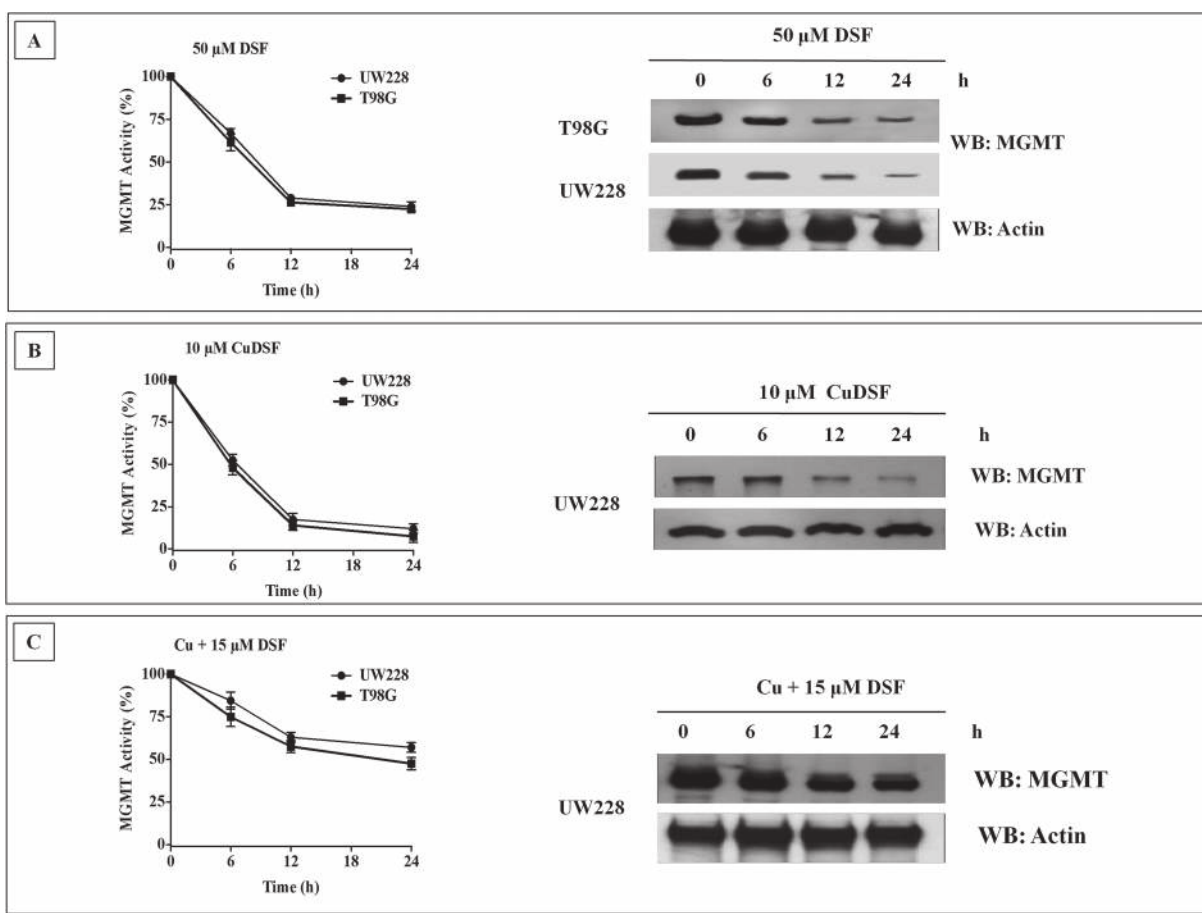 A
50 µM DSF
UW228
T98G
MGMT Activity (%)
100
75
50
25
0
0 6 12 18 24
Time (h)
50 µM DSF
0 6 12 24 h
T98G
WB: MGMT
UW228
WB: Actin
B
10 µM CuDSF
UW228
T98G
MGMT Activity (%)
100
75
50
25
0
0 6 12 18 24
Time (h)
10 µM CuDSF
0 6 12 24 h
WB: MGMT
UW228
WB: Actin
C
Cu + 15 µM DSF
UW228
T98G
MGMT Activity (%)
100
75
50
25
0
0 6 12 18 24
Time (h)
Cu + 15 µM DSF
0 6 12 24 h
WB: MGMT
UW228
WB: Actin